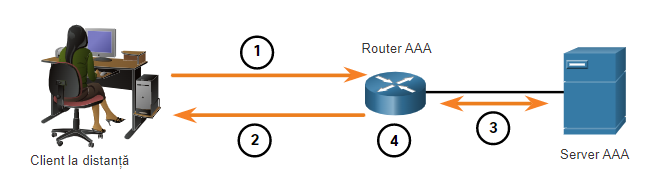 Router AAA
1
2
3
4
Client la distanță
Server AAA